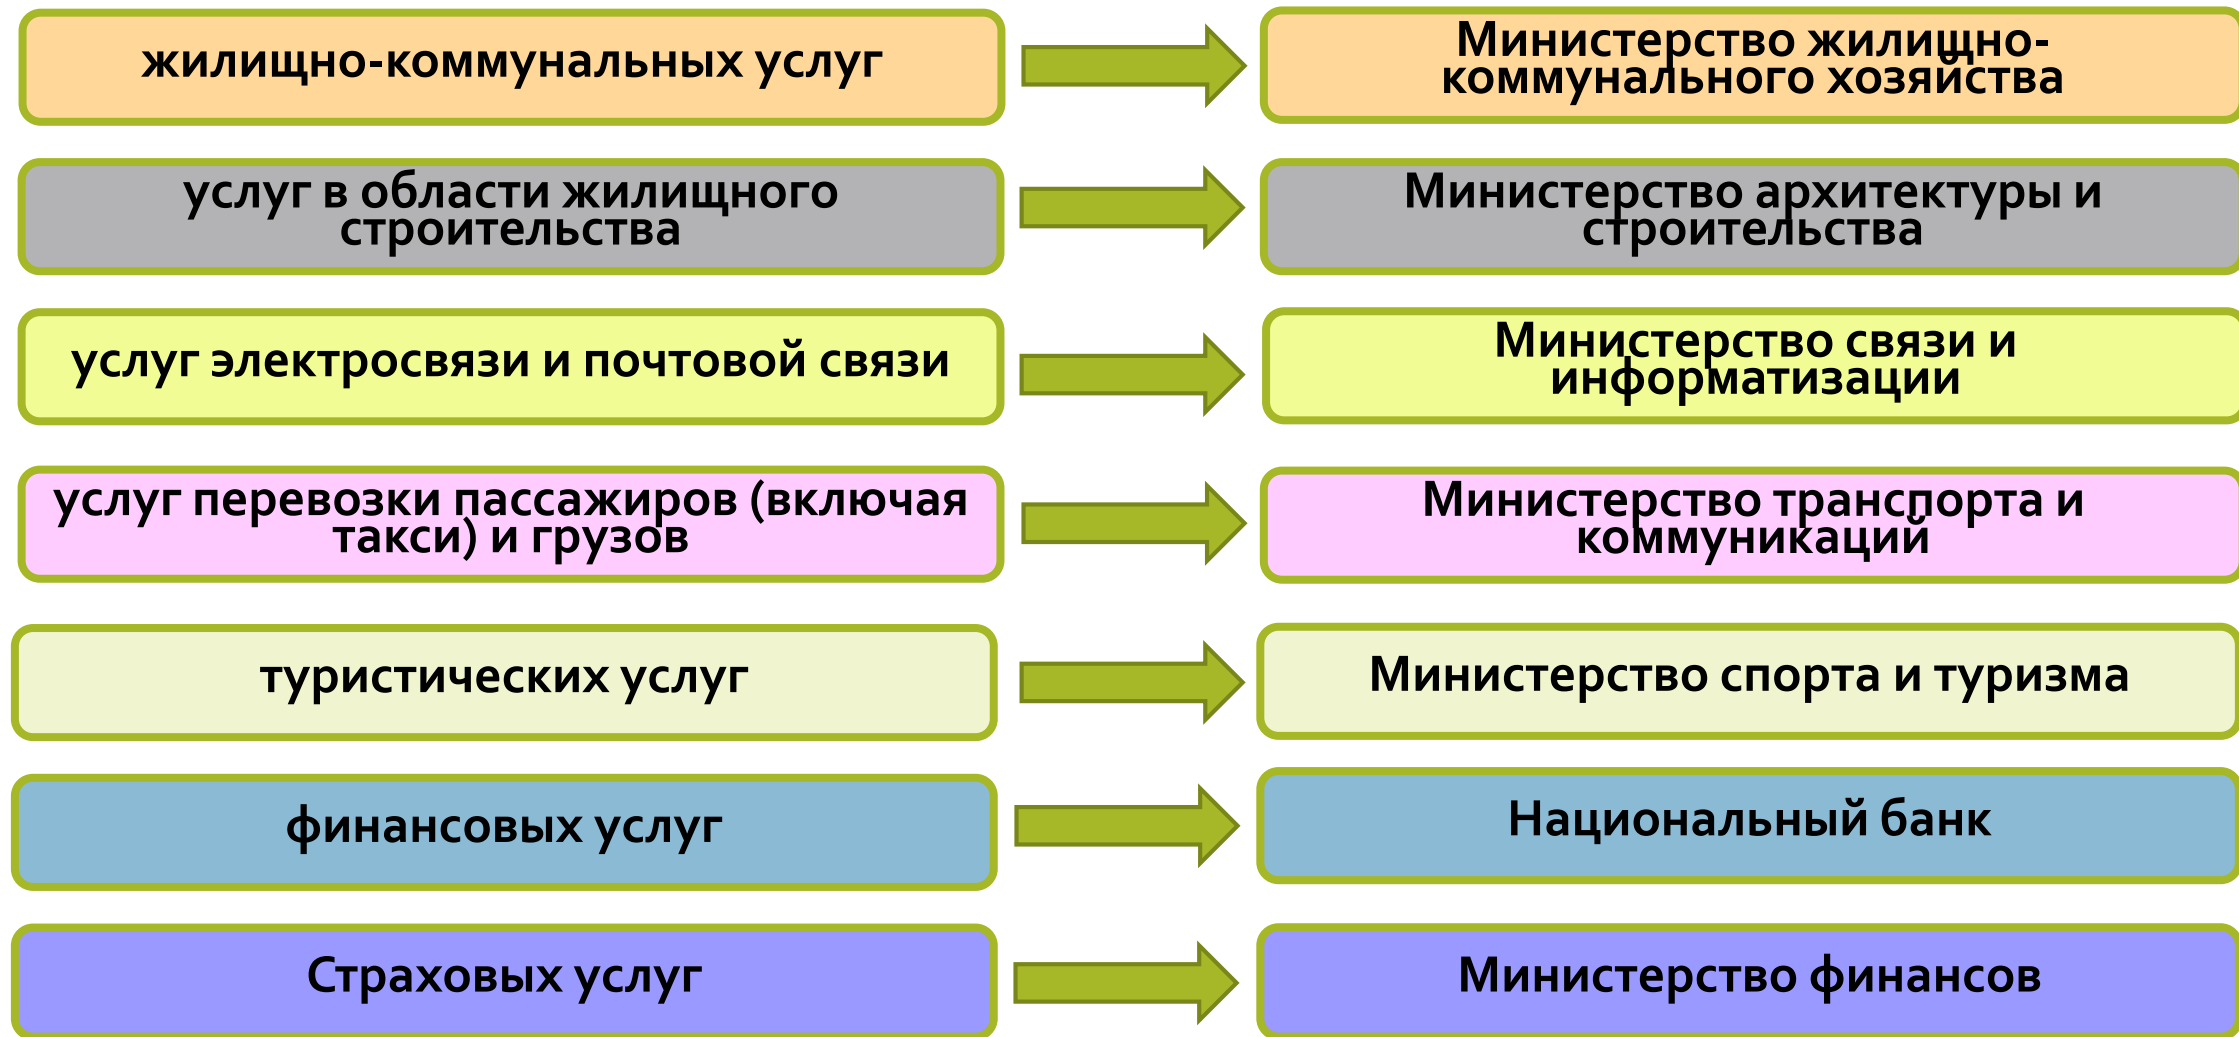 жилищно-коммунальных услуг
Министерство жилищно-
коммунального хозяйства
услуг в области жилищного
строительства
Министерство архитектуры и
строительства
услуг электросвязи и почтовой связи
Министерство связи и
информатизации
услуг перевозки пассажиров (включая
такси) и грузов
Министерство транспорта и
коммуникаций
туристических услуг
Министерство спорта и туризма
финансовых услуг
Национальный банк
Страховых услуг
Министерство финансов